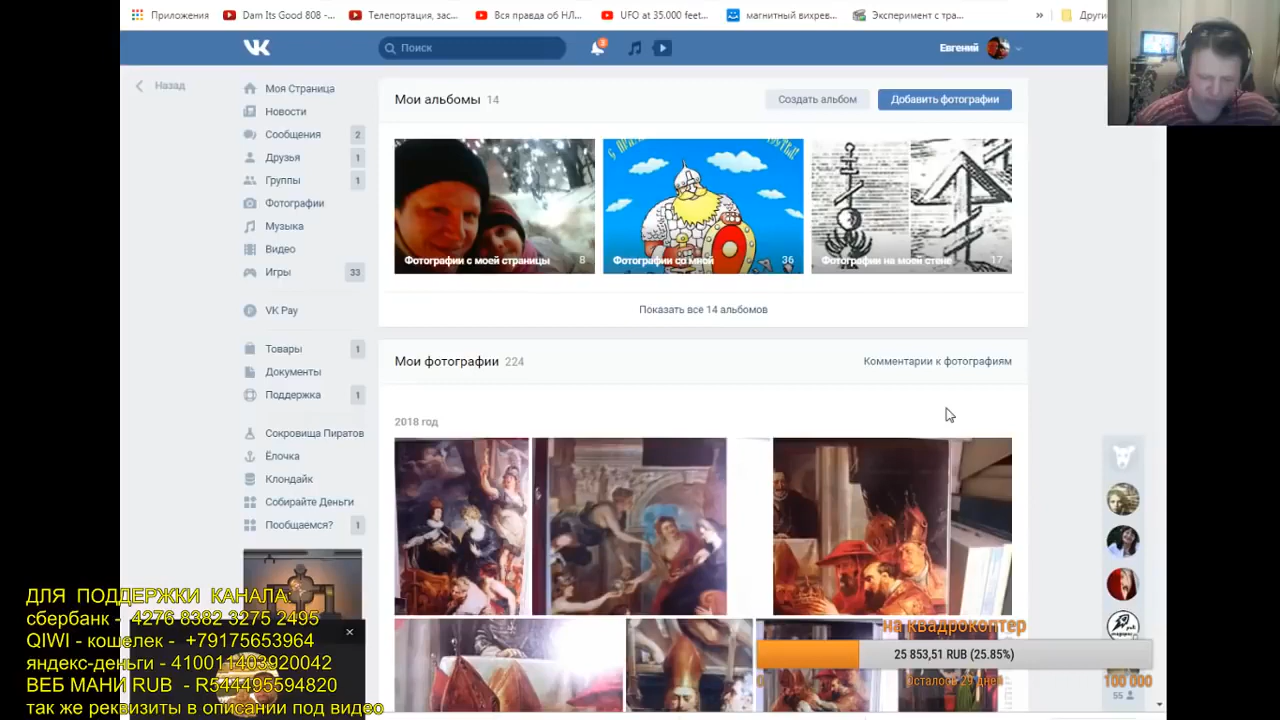 Приложения
Dam Its Good 808 -...
Телепортация, зас...
Вся правда об НЛ...
UFO at 35.000 feet...
магнитный вихрев...
Эксперимент с тра...
»
Други
Поиск
3
Евгений
Назад
Моя Страница
Новости
Сообщения 2
Друзья 1
Группы 1
Фотографии
Музыка
Видео
Игры 33
VK Pay
Товары 1
Документы
Поддержка 1
Сокровища Пиратов
Ёлочка
Клондайк
Собирайте Деньги
Пообщаемся? 1
Мои альбомы 14
Создать альбом
Добавить фотографии
Фотографии с моей страницы 8
Фотографии со мной 36
Фотографии на моей стене 17
Показать все 14 альбомов
Мои фотографии 224
Комментарии к фотографиям
2018 год
ДЛЯ ПОДДЕРЖКИ КАНАЛА:
сбербанк - 4276 8382 3275 2495
QIWI - кошелек - +79175653964
яндекс-деньги - 410011403920042
ВЕБ МАНИ RUB - R544495594820
так же реквизиты в описании под видео
на квадрокоптер
25 853,51 RUB (25.85%)
0
Осталось 29 дней
100 000
55